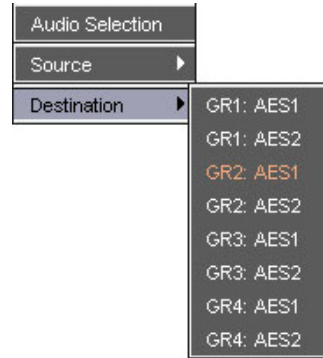 Audio Selection
Source
Destination
GR1: AES1
GR1: AES2
GR2: AES1
GR2: AES2
GR3: AES1
GR3: AES2
GR4: AES1
GR4: AES2